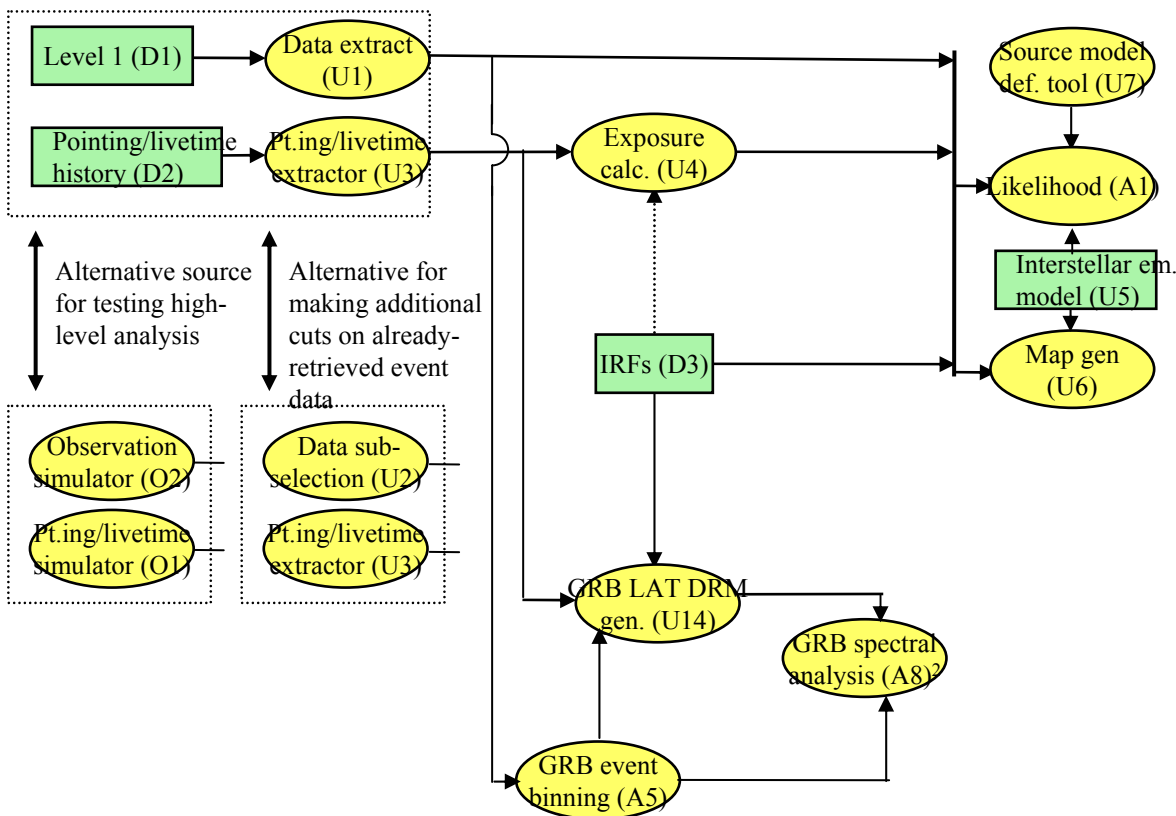 Level 1 (D1)
Data extract
(U1)
Source model
def. tool (U7)
Pointing/livetime
history (D2)
Pt.ing/livetime
extractor (U3)
Exposure
calc. (U4)
Likelihood (A1)
Interstellar em.
model (U5)
Map gen
(U6)
Alternative source
for testing high-
level analysis
Alternative for
making additional
cuts on already-
retrieved event
data
IRFs (D3)
Observation
simulator (O2)
Data sub-
selection (U2)
Pt.ing/livetime
simulator (O1)
Pt.ing/livetime
extractor (U3)
GRB LAT DRM
gen. (U14)
GRB spectral
analysis (A8)²
GRB event
binning (A5)